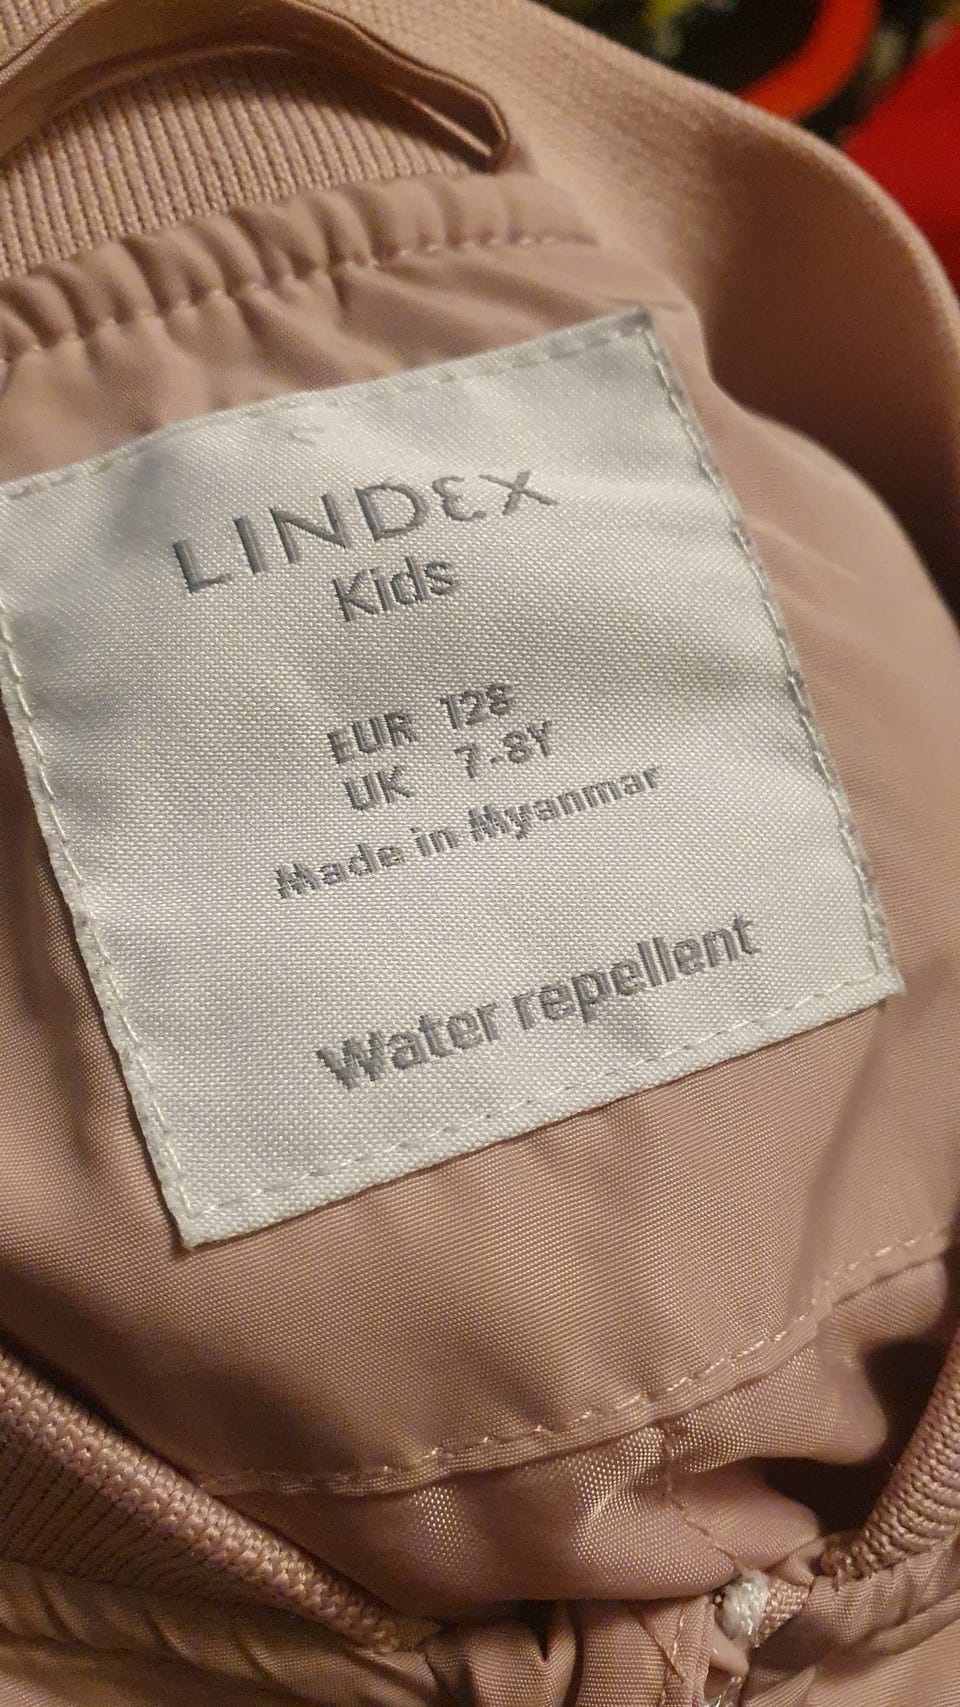 LINDEX
Kids
EUR 128
UK 7-8Y
Made in Myanmar
Water repellent